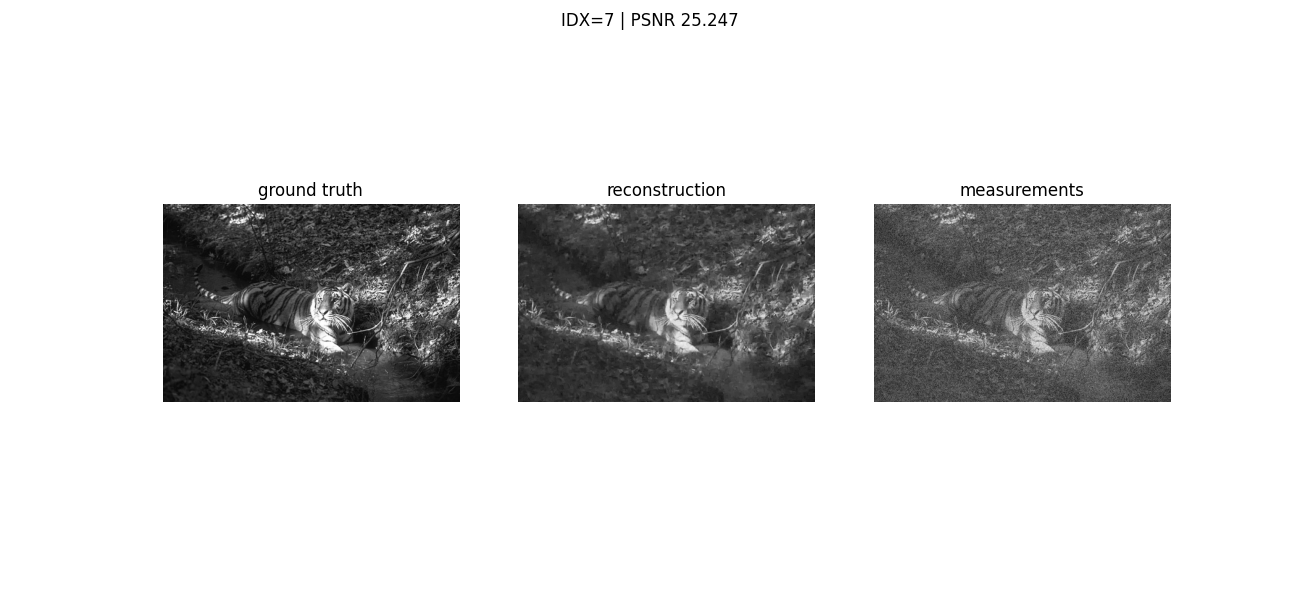 IDX=7 | PSNR 25.247
ground truth
reconstruction
measurements